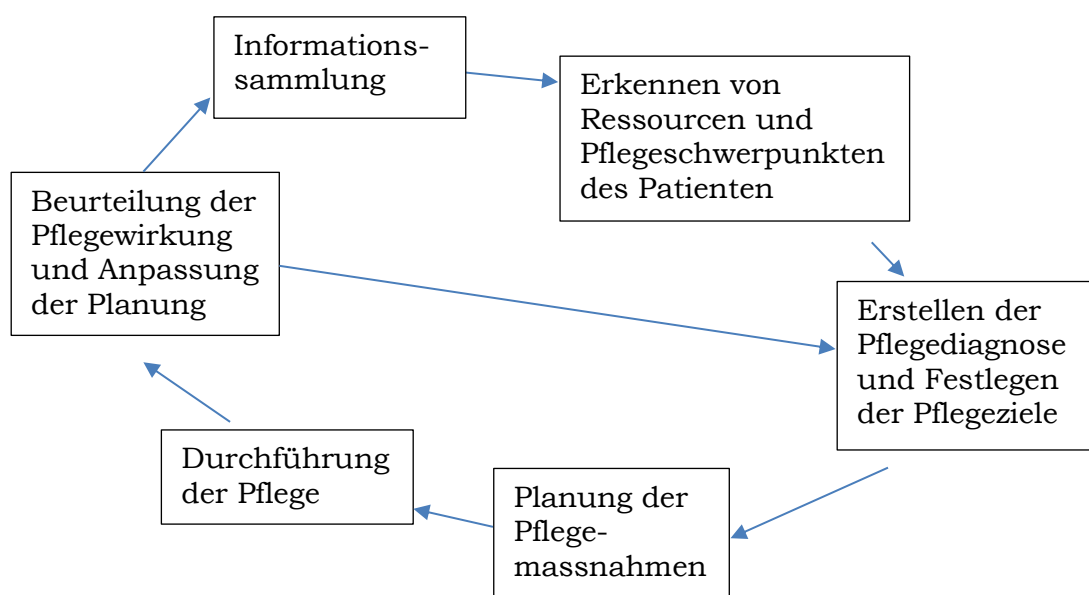 Informations-
sammlung
Erkennen von
Ressourcen und
Pflegeschwerpunkten
des Patienten
Beurteilung der
Pflegewirkung
und Anpassung
der Planung
Erstellen der
Pflegediagnose
und Festlegen
der Pflegeziele
Durchführung
der Pflege
Planung der
Pflege-
massnahmen